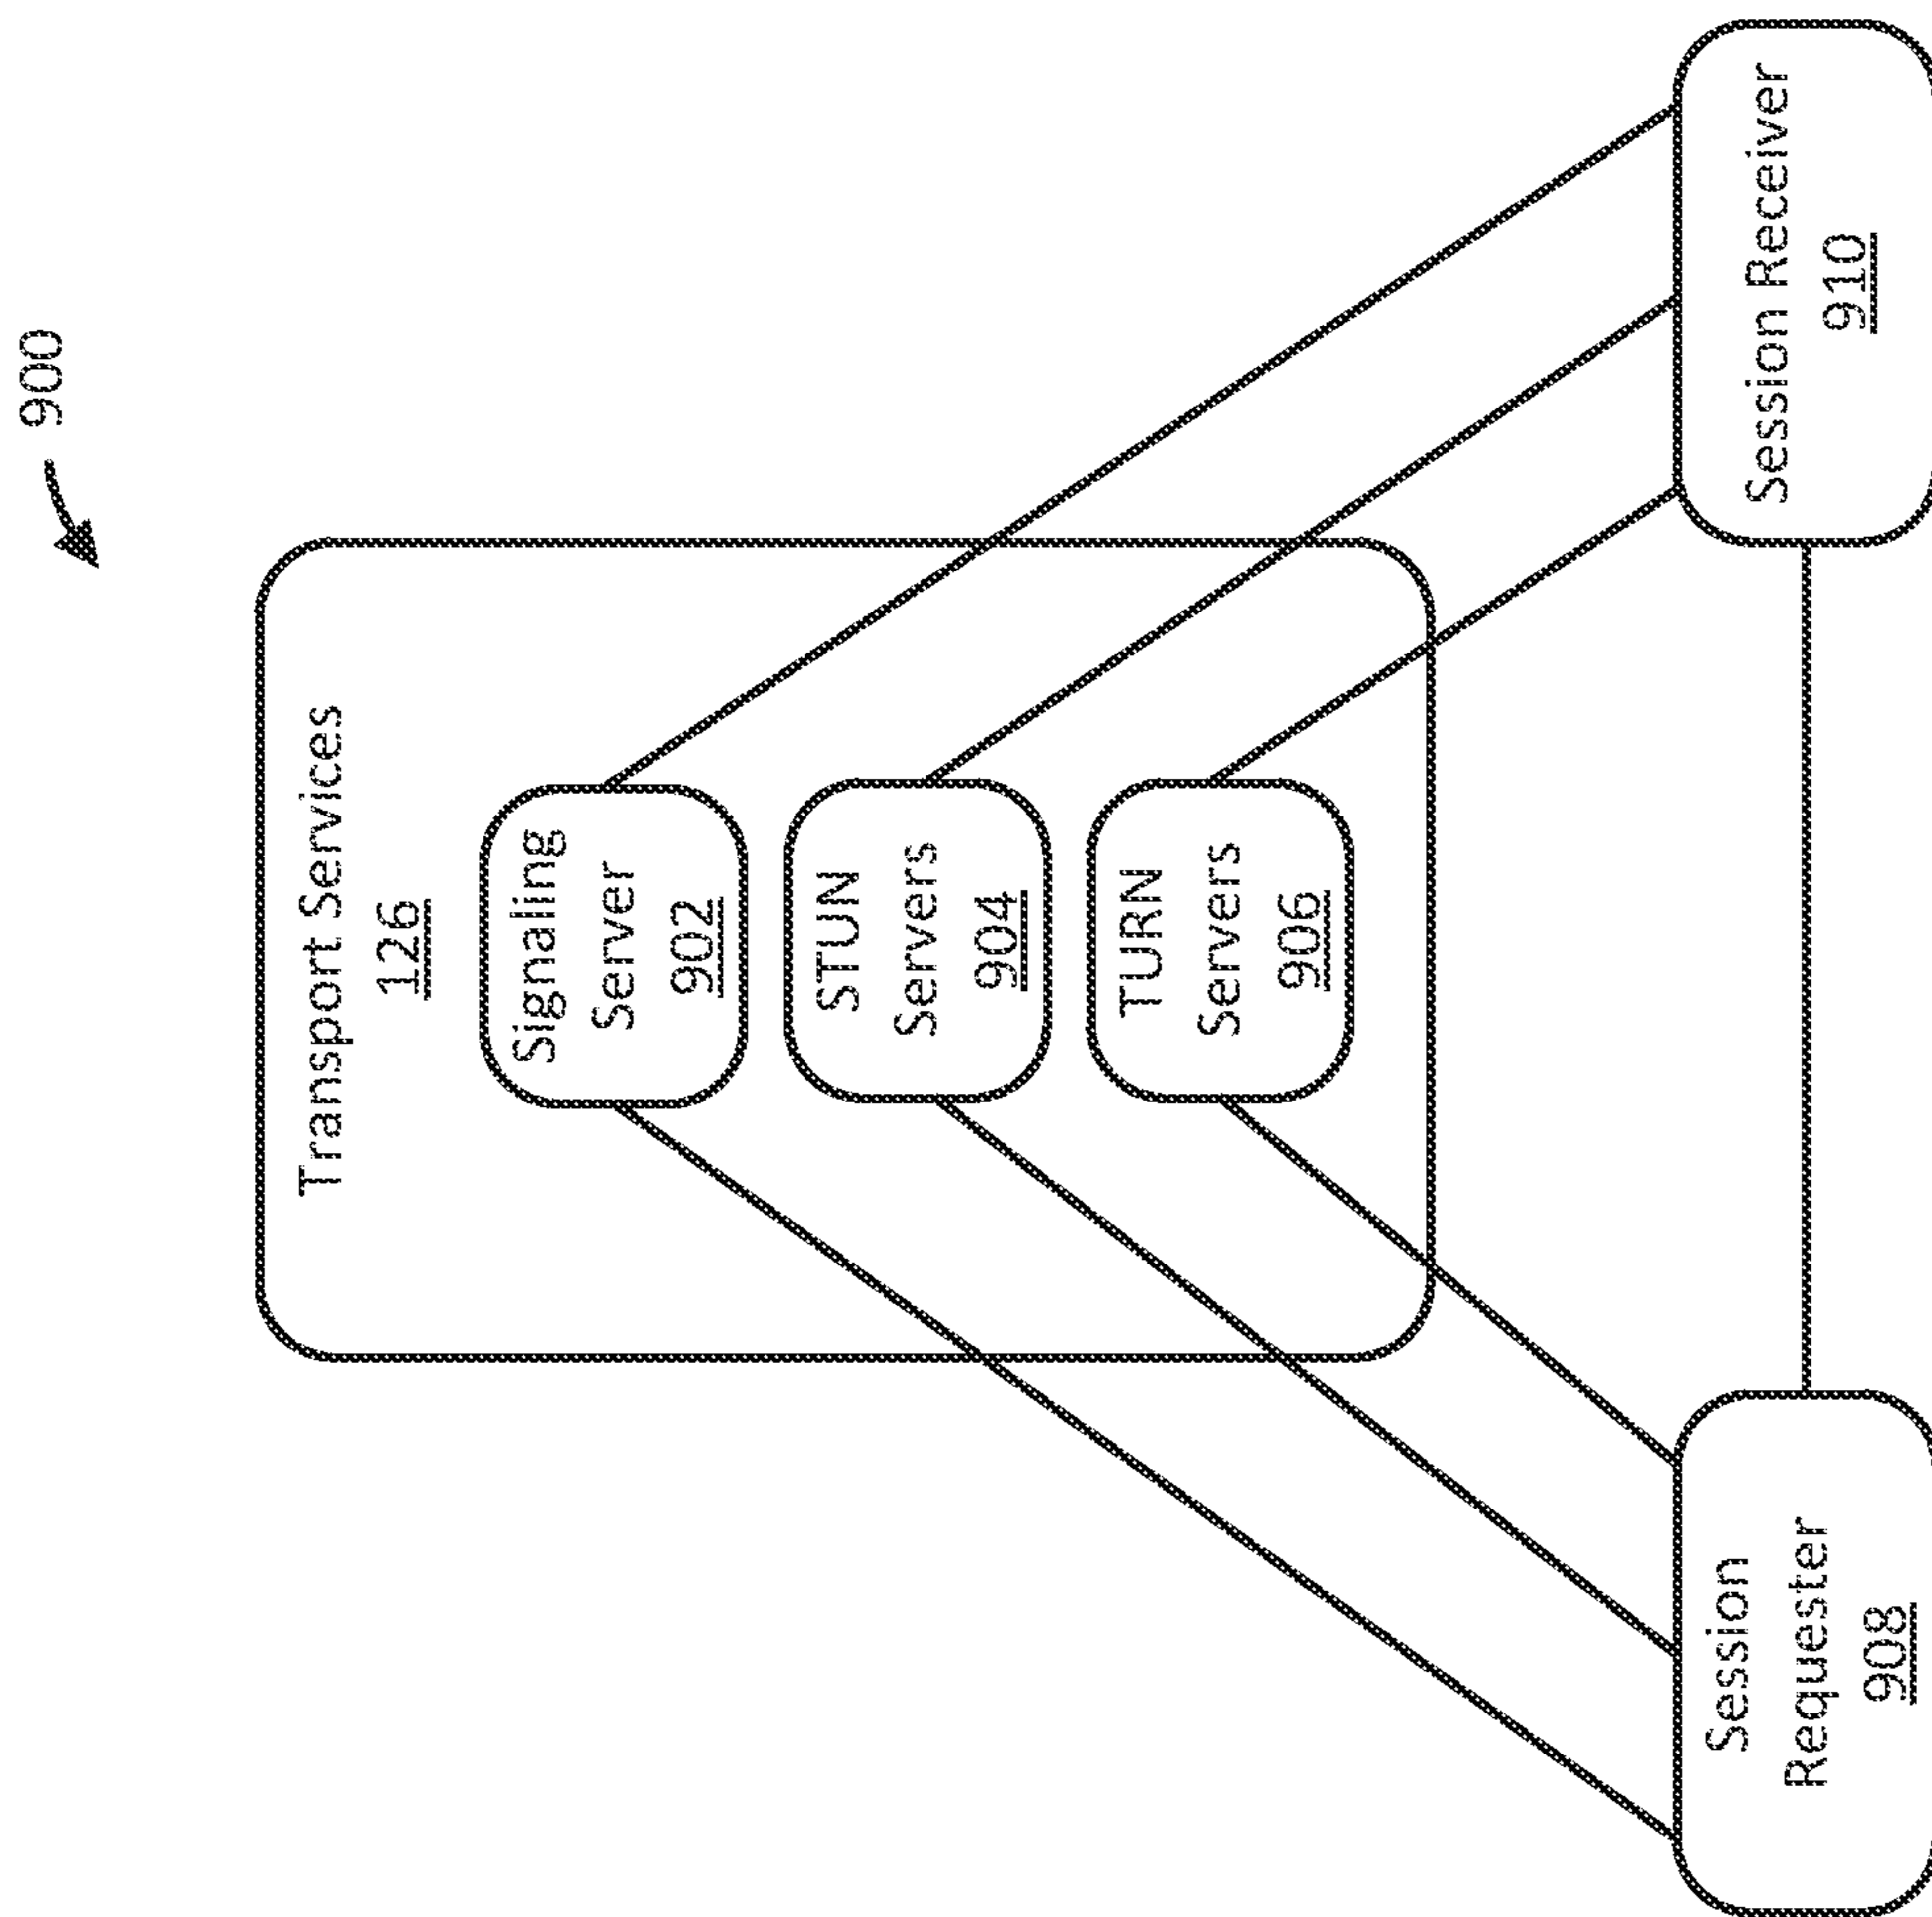 900
Transport Services
126
Signaling
Server
902
STUN
Servers
904
TURN
Servers
906
Session
Requester
908
Session Receiver
910